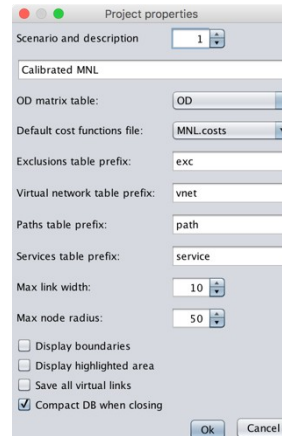 Project properties
Scenario and description 1
Calibrated MNL
OD matrix table: OD
Default cost functions file: MNL.costs
Exclusions table prefix: exc
Virtual network table prefix: vnet
Paths table prefix: path
Services table prefix: service
Max link width: 10
Max node radius: 50
Display boundaries
Display highlighted area
Save all virtual links
Compact DB when closing
Ok Cancel